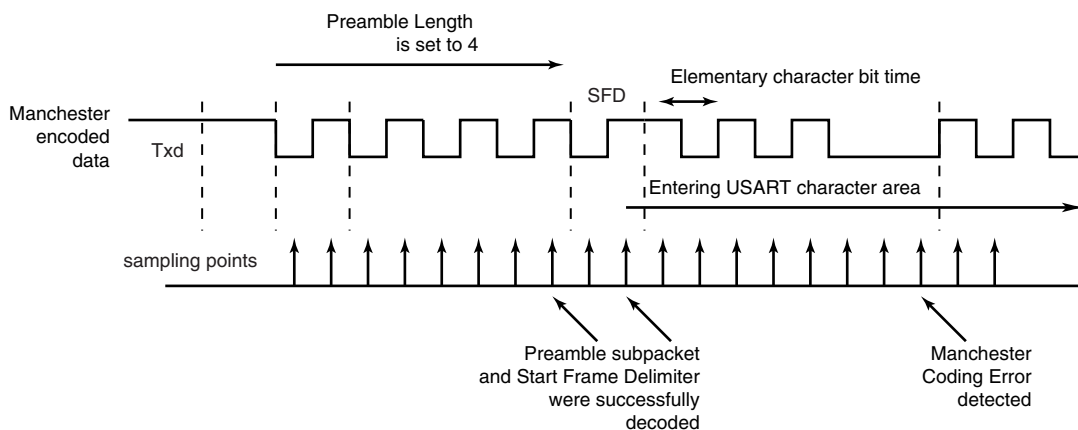 Preamble Length
is set to 4
Elementary character bit time
SFD
Manchester
encoded
data
Txd
Entering USART character area
sampling points
Preamble subpacket
and Start Frame Delimiter
were successfully
decoded
Manchester
Coding Error
detected